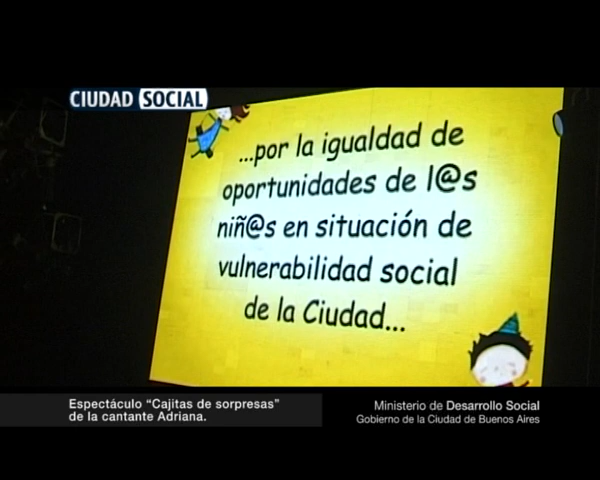 CIUDAD SOCIAL
...por la igualdad de
oportunidades de l@s
niñ@s en situación de
vulnerabilidad social
de la Ciudad...
Espectáculo “Cajitas de sorpresas”
de la cantante Adriana.
Ministerio de Desarrollo Social
Gobierno de la Ciudad de Buenos Aires